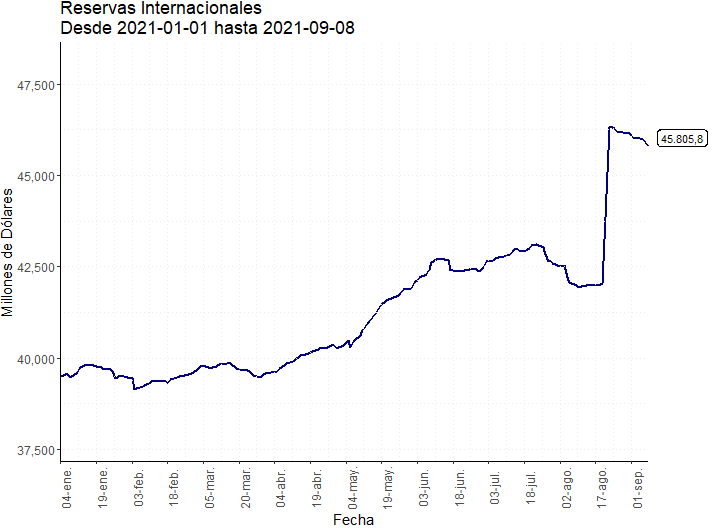 Reservas Internacionales
Desde 2021-01-01 hasta 2021-09-08
Millones de Dólares
47,500
45,000
42,500
40,000
37,500
45.805,8
04-ene.
19-ene.
03-feb.
18-feb.
05-mar.
20-mar.
04-abr.
19-abr.
04-may.
19-may.
03-jun.
18-jun.
03-jul.
18-jul.
02-ago.
17-ago.
01-sep.
Fecha